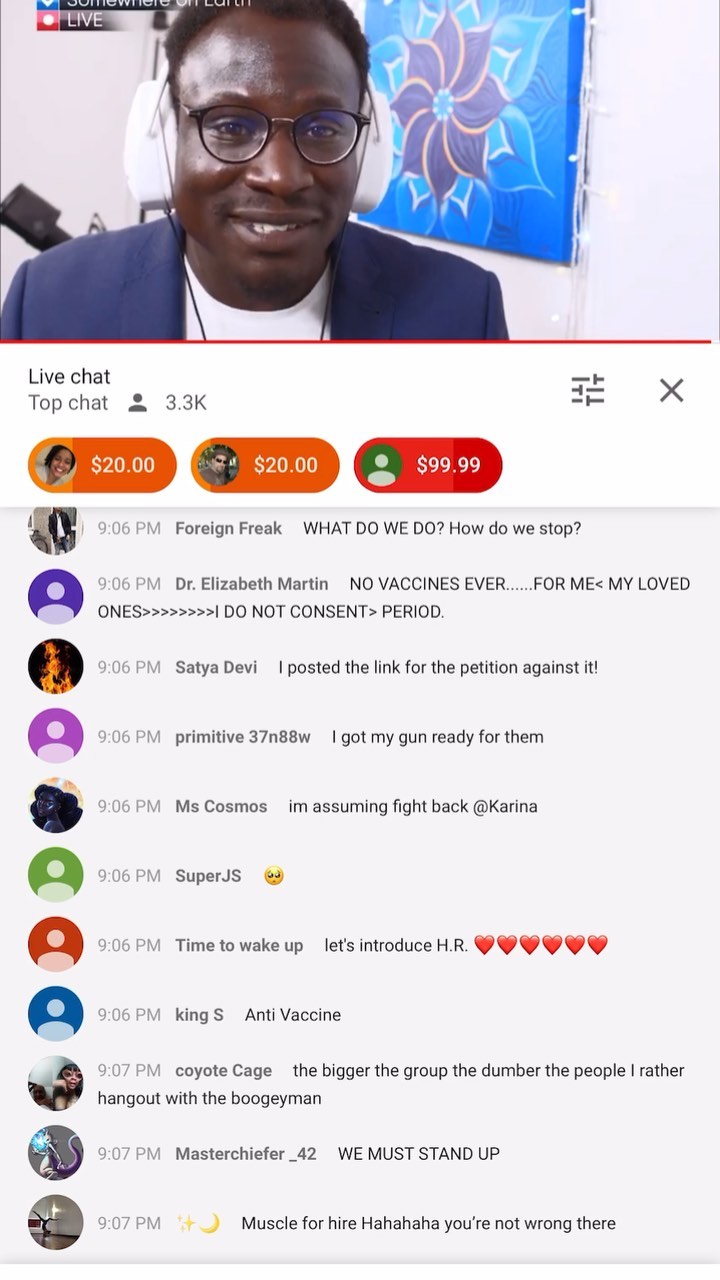 Somewhere on Earth
LIVE
Live chat
Top chat 3.3K
$20.00 $20.00 $99.99
9:06 PM Foreign Freak WHAT DO WE DO? How do we stop?
9:06 PM Dr. Elizabeth Martin NO VACCINES EVER......FOR ME< MY LOVED
ONES>>>>>>>>I DO NOT CONSENT> PERIOD.
9:06 PM Satya Devi I posted the link for the petition against it!
9:06 PM primitive 37n88w I got my gun ready for them
9:06 PM Ms Cosmos im assuming fight back @Karina
9:06 PM SuperJS 🥺
9:06 PM Time to wake up let's introduce H.R. ❤️❤️❤️❤️❤️❤️
9:06 PM king S Anti Vaccine
9:07 PM coyote Cage the bigger the group the dumber the people I rather
hangout with the boogeyman
9:07 PM Masterchiefer _42 WE MUST STAND UP
9:07 PM ✨🌙 Muscle for hire Hahahaha you’re not wrong there